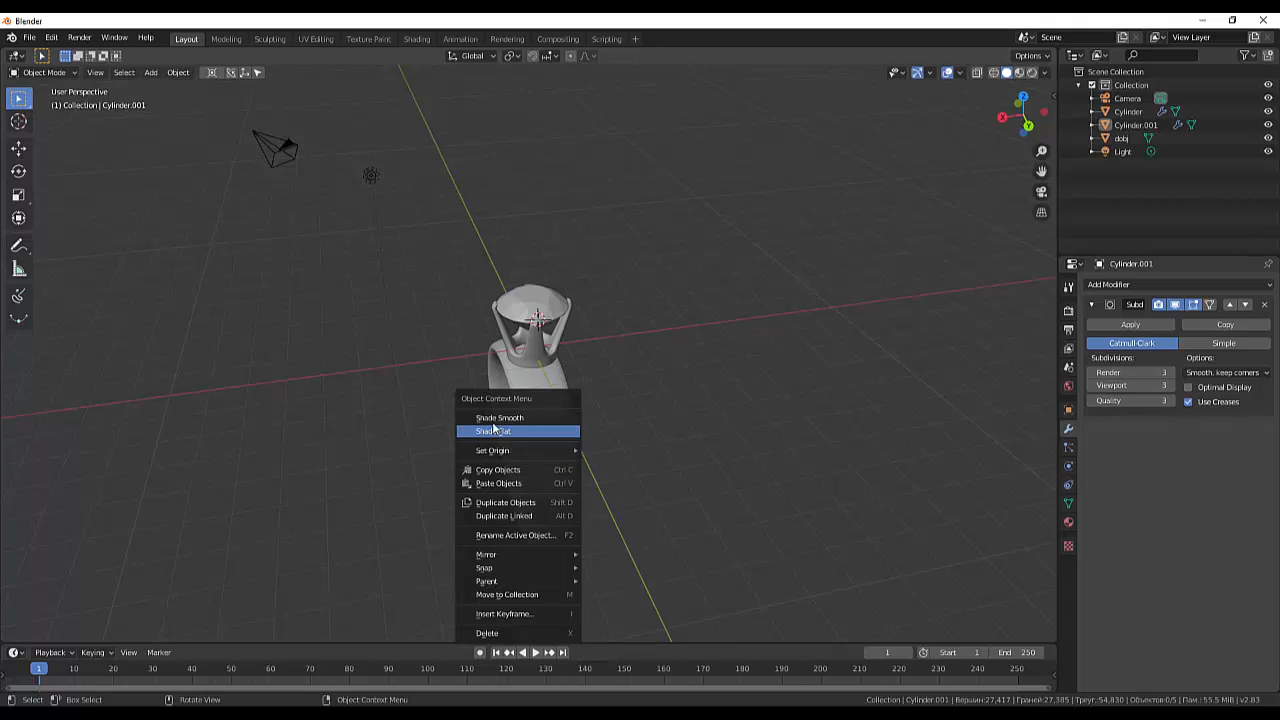 Blender
File Edit Render Window Help Layout Modeling Sculpting UV Editing Texture Paint Shading Animation Rendering Compositing Scripting + Scene View Layer
Global Options
Object Mode View Select Add Object
User Perspective
(1) Collection | Cylinder.001
X Y Z
Scene Collection
Collection
Camera
Cylinder
Cylinder.001
dobj
Light
Cylinder.001
Add Modifier
Subd
Apply Copy
Catmull-Clark Simple
Subdivisions: Options:
Render 3 Smooth, keep corners
Viewport 3 Optimal Display
Quality 3 Use Creases
Object Context Menu
Shade Smooth
Shade Flat
Set Origin
Copy Objects Ctrl C
Paste Objects Ctrl V
Duplicate Objects Shift D
Duplicate Linked Alt D
Rename Active Object... F2
Mirror
Snap
Parent
Move to Collection M
Insert Keyframe... I
Delete X
Playback Keying View Marker 1 Start 1 End 250
1 10 20 30 40 50 60 70 80 90 100 110 120 130 140 150 160 170 180 190 200 210 220 230 240 250
Select Box Select Rotate View Object Context Menu Collection | Cylinder.001 | Вершин:27,417 | Граней:27,385 | Треуг.:54,830 | Объектов:0/5 | Пам.: 55.5 MiB | v2.83